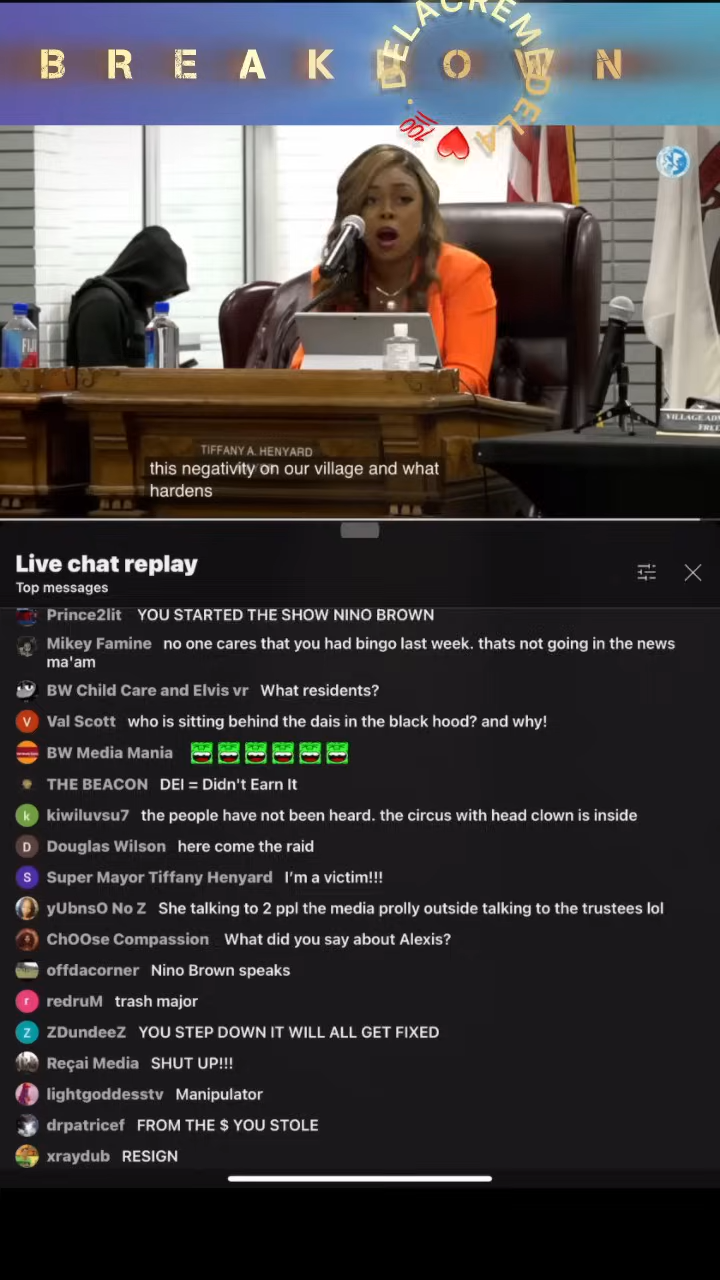 BREAKDOWN
DELACREMEDELA
💯
FIJI
TIFFANY A. HENYARD
VILLAGE
this negativity on our village and what
hardens
Live chat replay
Top messages
Prince2lit YOU STARTED THE SHOW NINO BROWN
Mikey Famine no one cares that you had bingo last week. thats not going in the news
ma'am
BW Child Care and Elvis vr What residents?
V Val Scott who is sitting behind the dais in the black hood? and why!
BW Media Mania
THE BEACON DEI = Didn't Earn It
k kiwiluvsu7 the people have not been heard. the circus with head clown is inside
D Douglas Wilson here come the raid
S Super Mayor Tiffany Henyard I'm a victim!!!
yUbnsO No Z She talking to 2 ppl the media prolly outside talking to the trustees lol
ChOOse Compassion What did you say about Alexis?
offdacorner Nino Brown speaks
r redruM trash major
Z ZDundeeZ YOU STEP DOWN IT WILL ALL GET FIXED
Reçai Media SHUT UP!!!
lightgoddesstv Manipulator
drpatricef FROM THE $ YOU STOLE
xraydub RESIGN